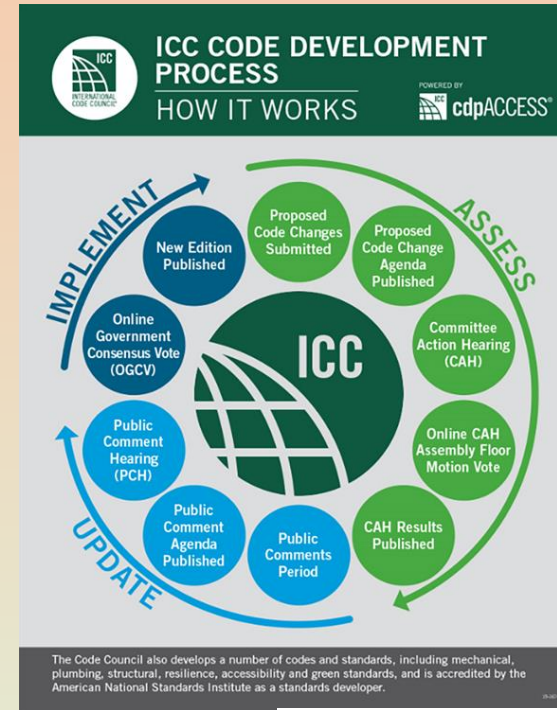 ICC
INTERNATIONAL
CODE COUNCIL®
ICC CODE DEVELOPMENT
PROCESS
HOW IT WORKS
POWERED BY
ICC
cdpACCESS®
IMPLEMENT
ASSESS
UPDATE
Proposed
Code Changes
Submitted
Proposed
Code Change
Agenda
Published
Committee
Action Hearing
(CAH)
Online CAH
Assembly Floor
Motion Vote
CAH Results
Published
Public
Comments
Period
Public
Comment
Agenda
Published
Public
Comment
Hearing
(PCH)
Online
Government
Consensus Vote
(OGCV)
New Edition
Published
ICC
The Code Council also develops a number of codes and standards, including mechanical,
plumbing, structural, resilience, accessibility and green standards, and is accredited by the
American National Standards Institute as a standards developer.